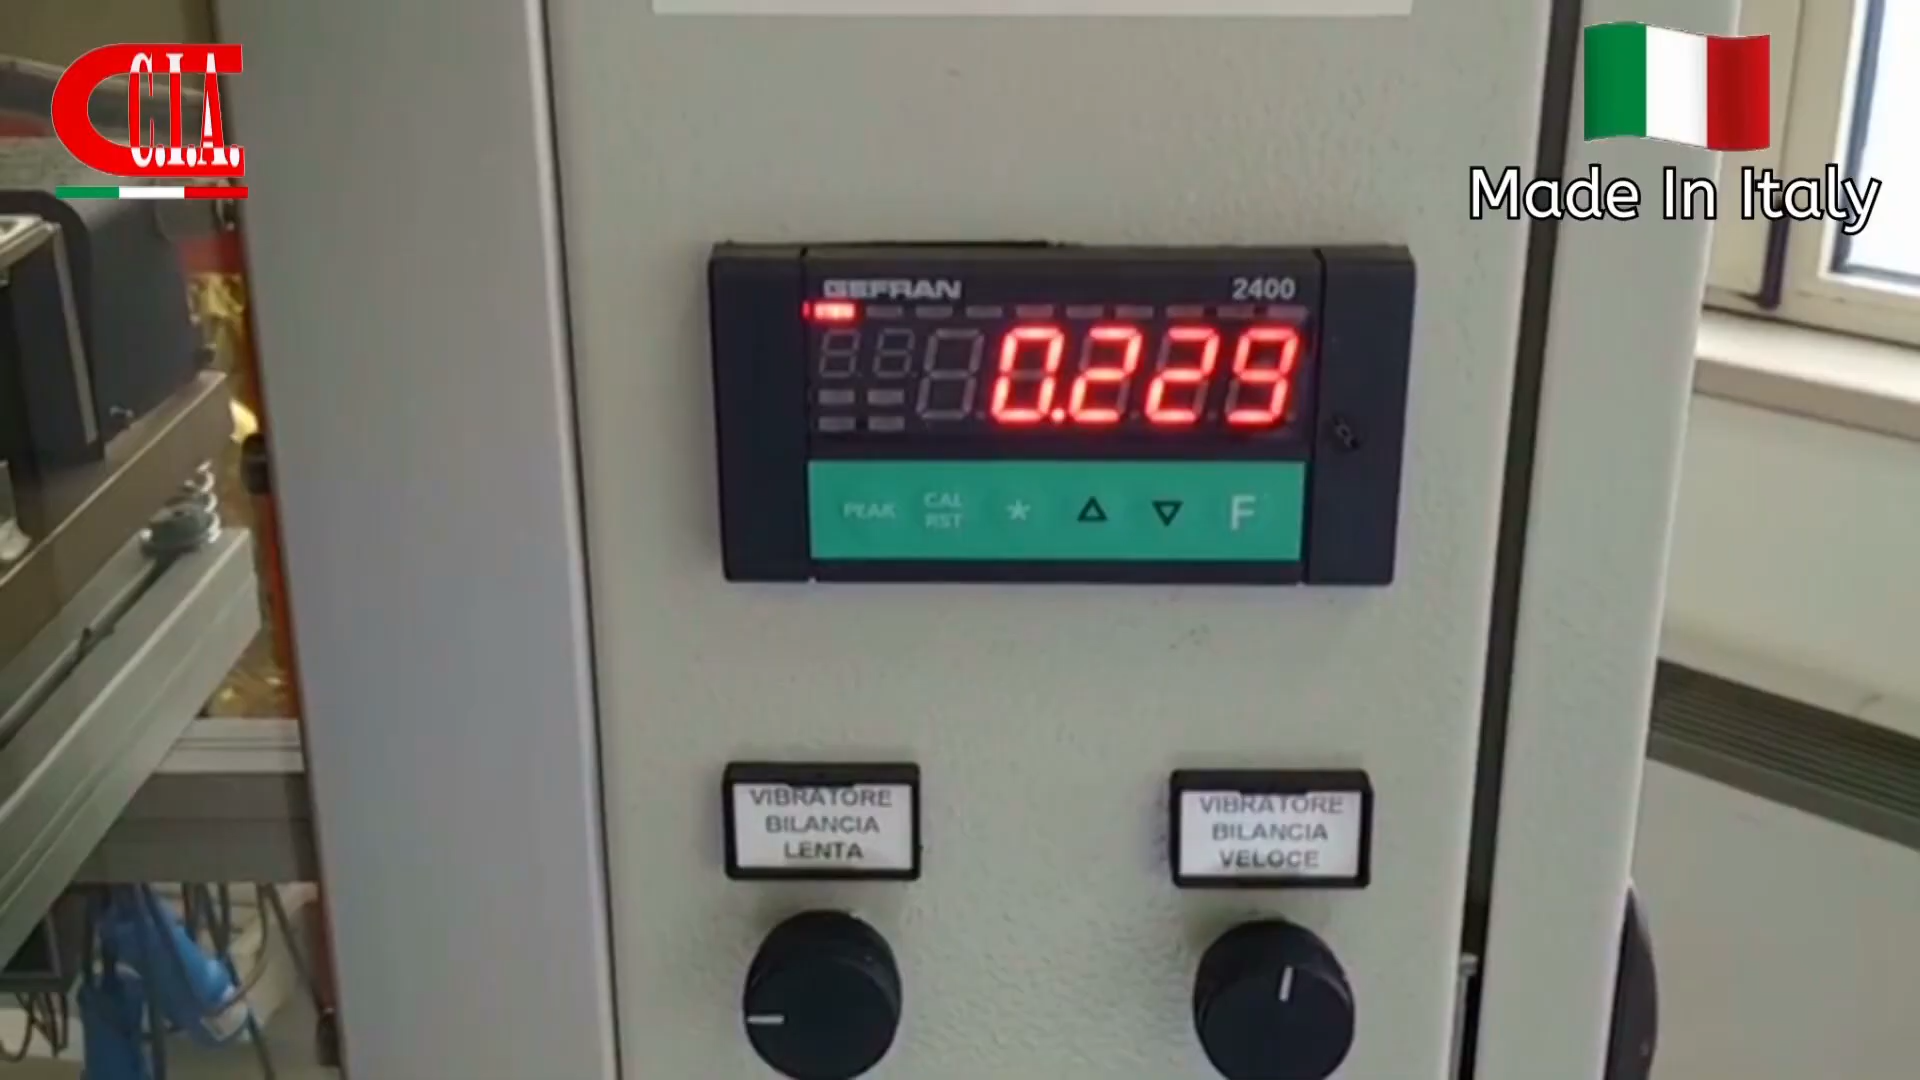 C.I.A.
Made In Italy
GEFRAN
2400
0.229
PEAK
CAL
RST
*
F
VIBRATORE
BILANCIA
LENTA
VIBRATORE
BILANCIA
VELOCE